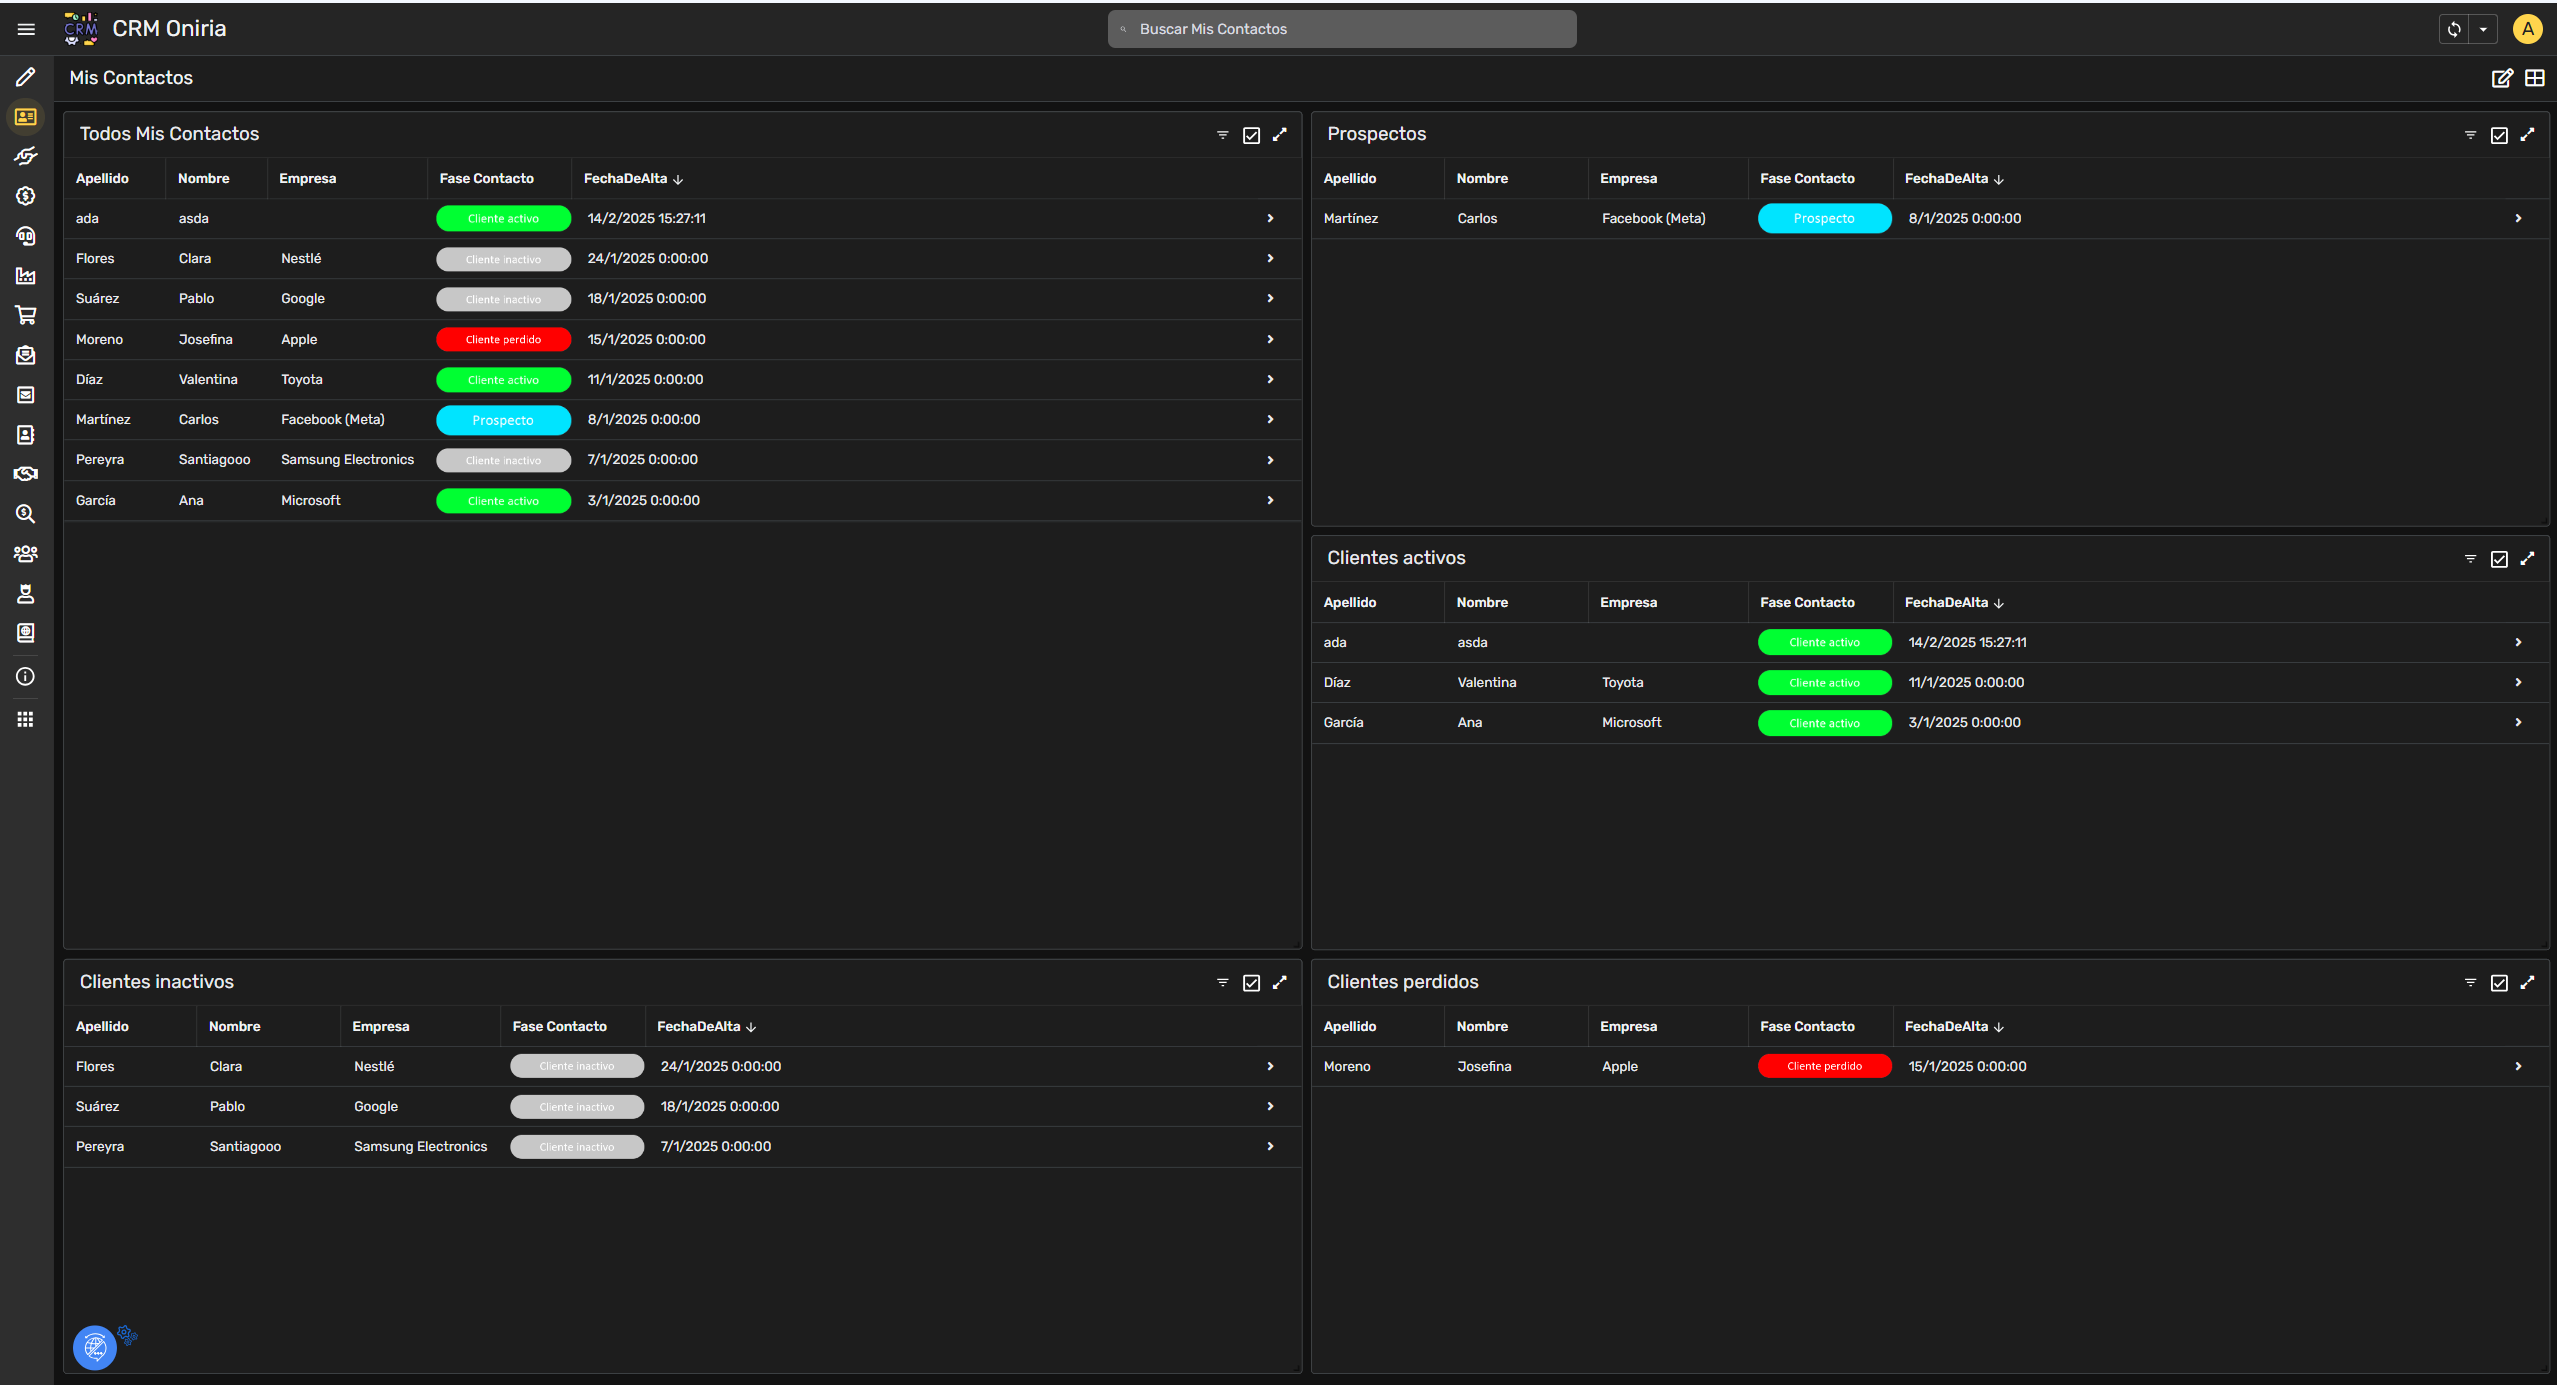 CRM
CRM Oniria
Buscar Mis Contactos
A
Mis Contactos
Todos Mis Contactos
Apellido Nombre Empresa Fase Contacto FechaDeAlta
ada asda Cliente activo 14/2/2025 15:27:11
Flores Clara Nestlé Cliente inactivo 24/1/2025 0:00:00
Suárez Pablo Google Cliente inactivo 18/1/2025 0:00:00
Moreno Josefina Apple Cliente perdido 15/1/2025 0:00:00
Díaz Valentina Toyota Cliente activo 11/1/2025 0:00:00
Martínez Carlos Facebook (Meta) Prospecto 8/1/2025 0:00:00
Pereyra Santiagooo Samsung Electronics Cliente inactivo 7/1/2025 0:00:00
García Ana Microsoft Cliente activo 3/1/2025 0:00:00
Prospectos
Apellido Nombre Empresa Fase Contacto FechaDeAlta
Martínez Carlos Facebook (Meta) Prospecto 8/1/2025 0:00:00
Clientes activos
Apellido Nombre Empresa Fase Contacto FechaDeAlta
ada asda Cliente activo 14/2/2025 15:27:11
Díaz Valentina Toyota Cliente activo 11/1/2025 0:00:00
García Ana Microsoft Cliente activo 3/1/2025 0:00:00
Clientes inactivos
Apellido Nombre Empresa Fase Contacto FechaDeAlta
Flores Clara Nestlé Cliente inactivo 24/1/2025 0:00:00
Suárez Pablo Google Cliente inactivo 18/1/2025 0:00:00
Pereyra Santiagooo Samsung Electronics Cliente inactivo 7/1/2025 0:00:00
Clientes perdidos
Apellido Nombre Empresa Fase Contacto FechaDeAlta
Moreno Josefina Apple Cliente perdido 15/1/2025 0:00:00